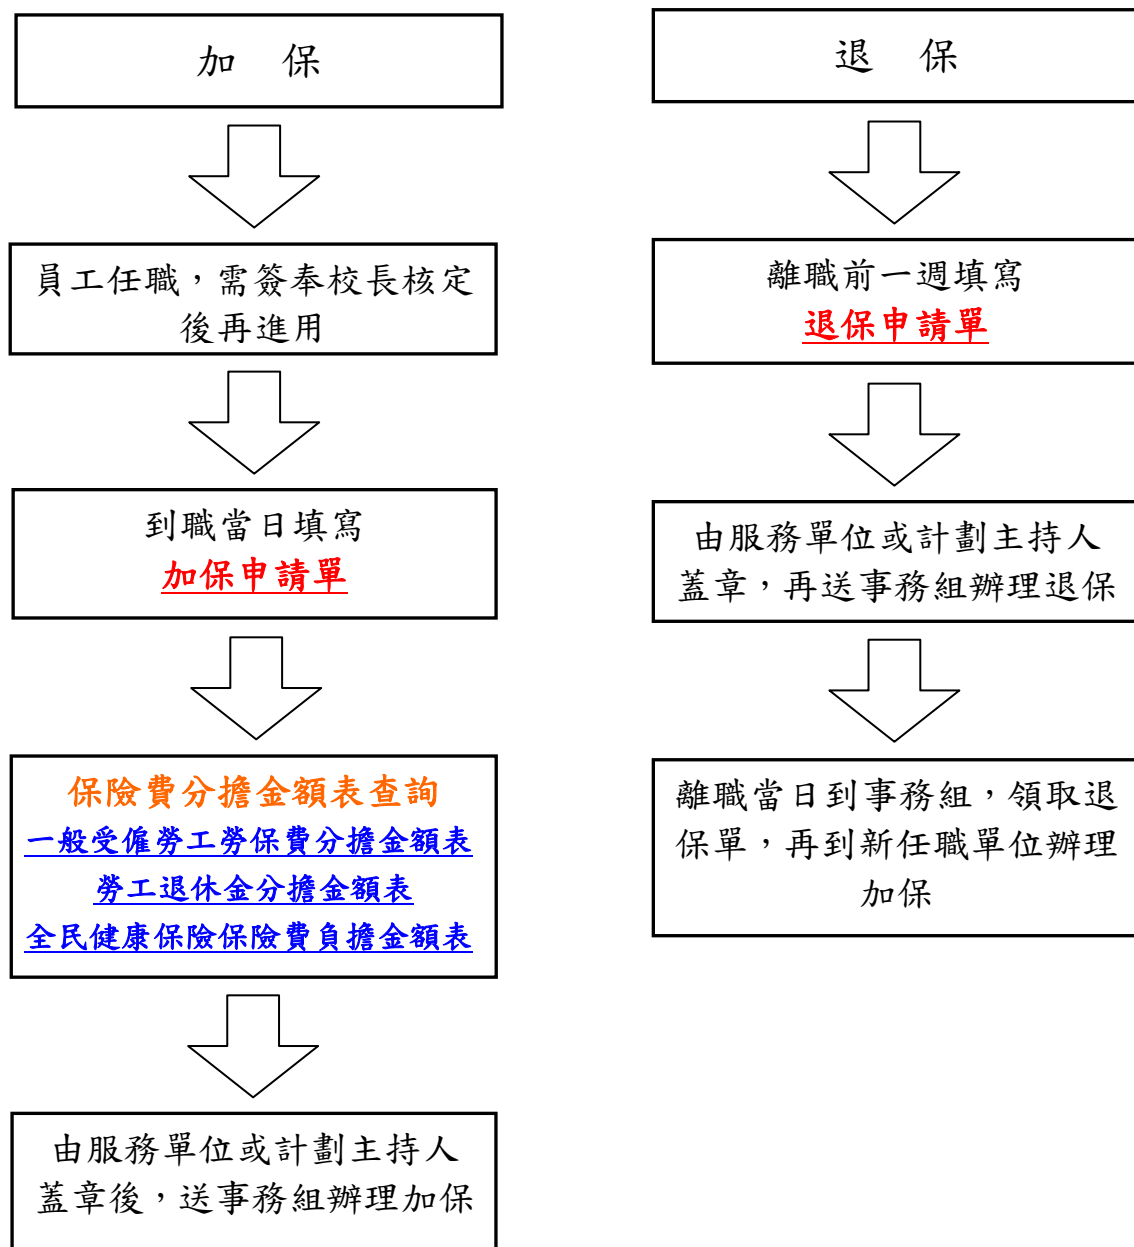 加 保
員工任職，需簽奉校長核定
後再進用
到職當日填寫
加保申請單
保險費分擔金額表查詢
一般受僱勞工勞保費分擔金額表
勞工退休金分擔金額表
全民健康保險保險費負擔金額表
由服務單位或計劃主持人
蓋章後，送事務組辦理加保
退 保
離職前一週填寫
退保申請單
由服務單位或計劃主持人
蓋章，再送事務組辦理退保
離職當日到事務組，領取退
保單，再到新任職單位辦理
加保